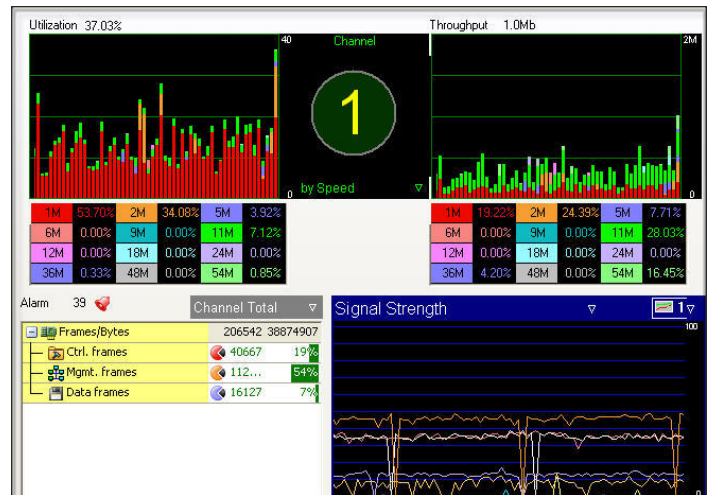 Utilization 37.03%
Throughput 1.0Mb
40
Channel
2M
1
by Speed
0
0
1M 53.70% 2M 34.08% 5M 3.92%
6M 0.00% 9M 0.00% 11M 7.12%
12M 0.00% 18M 0.00% 24M 0.00%
36M 0.33% 48M 0.00% 54M 0.85%
1M 19.22% 2M 24.39% 5M 7.71%
6M 0.00% 9M 0.00% 11M 28.03%
12M 0.00% 18M 0.00% 24M 0.00%
36M 4.20% 48M 0.00% 54M 16.45%
Alarm 39
Channel Total
Signal Strength
1
100
Frames/Bytes 206542 38874907
Ctrl. frames 40667 19%
Mgmt. frames 112... 54%
Data frames 16127 7%
0